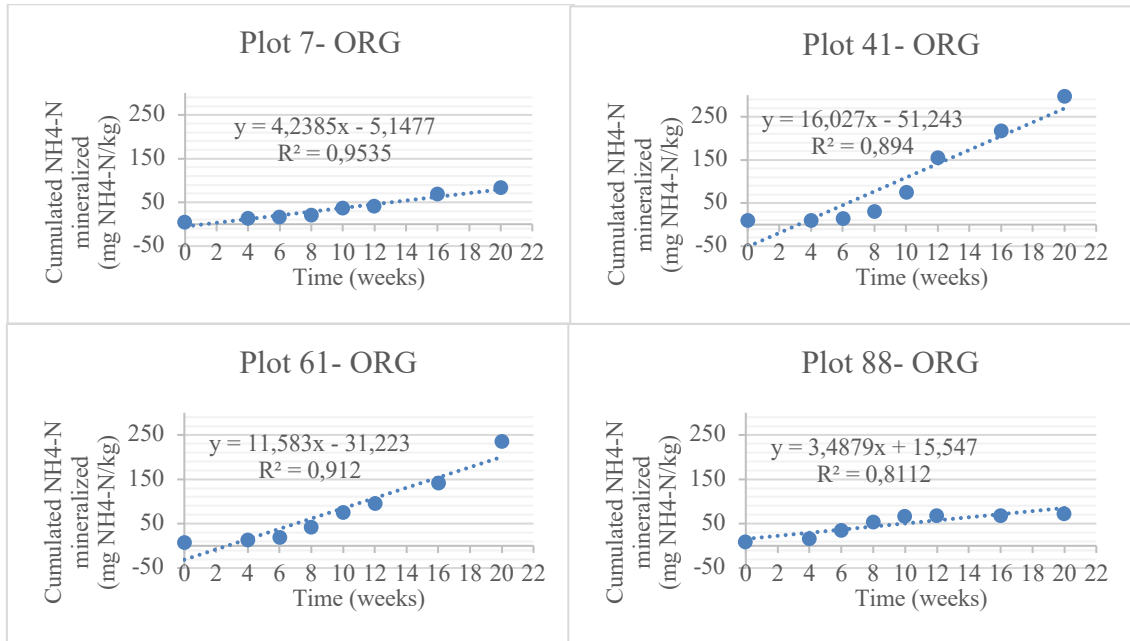 Plot 7- ORG
Cumulated NH4-N
mineralized
(mg NH4-N/kg)
250
150
50
-50
y = 4,2385x - 5,1477
R² = 0,9535
0 2 4 6 8 10 12 14 16 18 20 22
Time (weeks)
Plot 41- ORG
Cumulated NH4-N
mineralized
(mg NH4-N/kg)
250
150
50
-50
y = 16,027x - 51,243
R² = 0,894
0 2 4 6 8 10 12 14 16 18 20 22
Time (weeks)
Plot 61- ORG
Cumulated NH4-N
mineralized
(mg NH4-N/kg)
250
150
50
-50
y = 11,583x - 31,223
R² = 0,912
0 2 4 6 8 10 12 14 16 18 20 22
Time (weeks)
Plot 88- ORG
Cumulated NH4-N
mineralized
(mg NH4-N/kg)
250
150
50
-50
y = 3,4879x + 15,547
R² = 0,8112
0 2 4 6 8 10 12 14 16 18 20 22
Time (weeks)